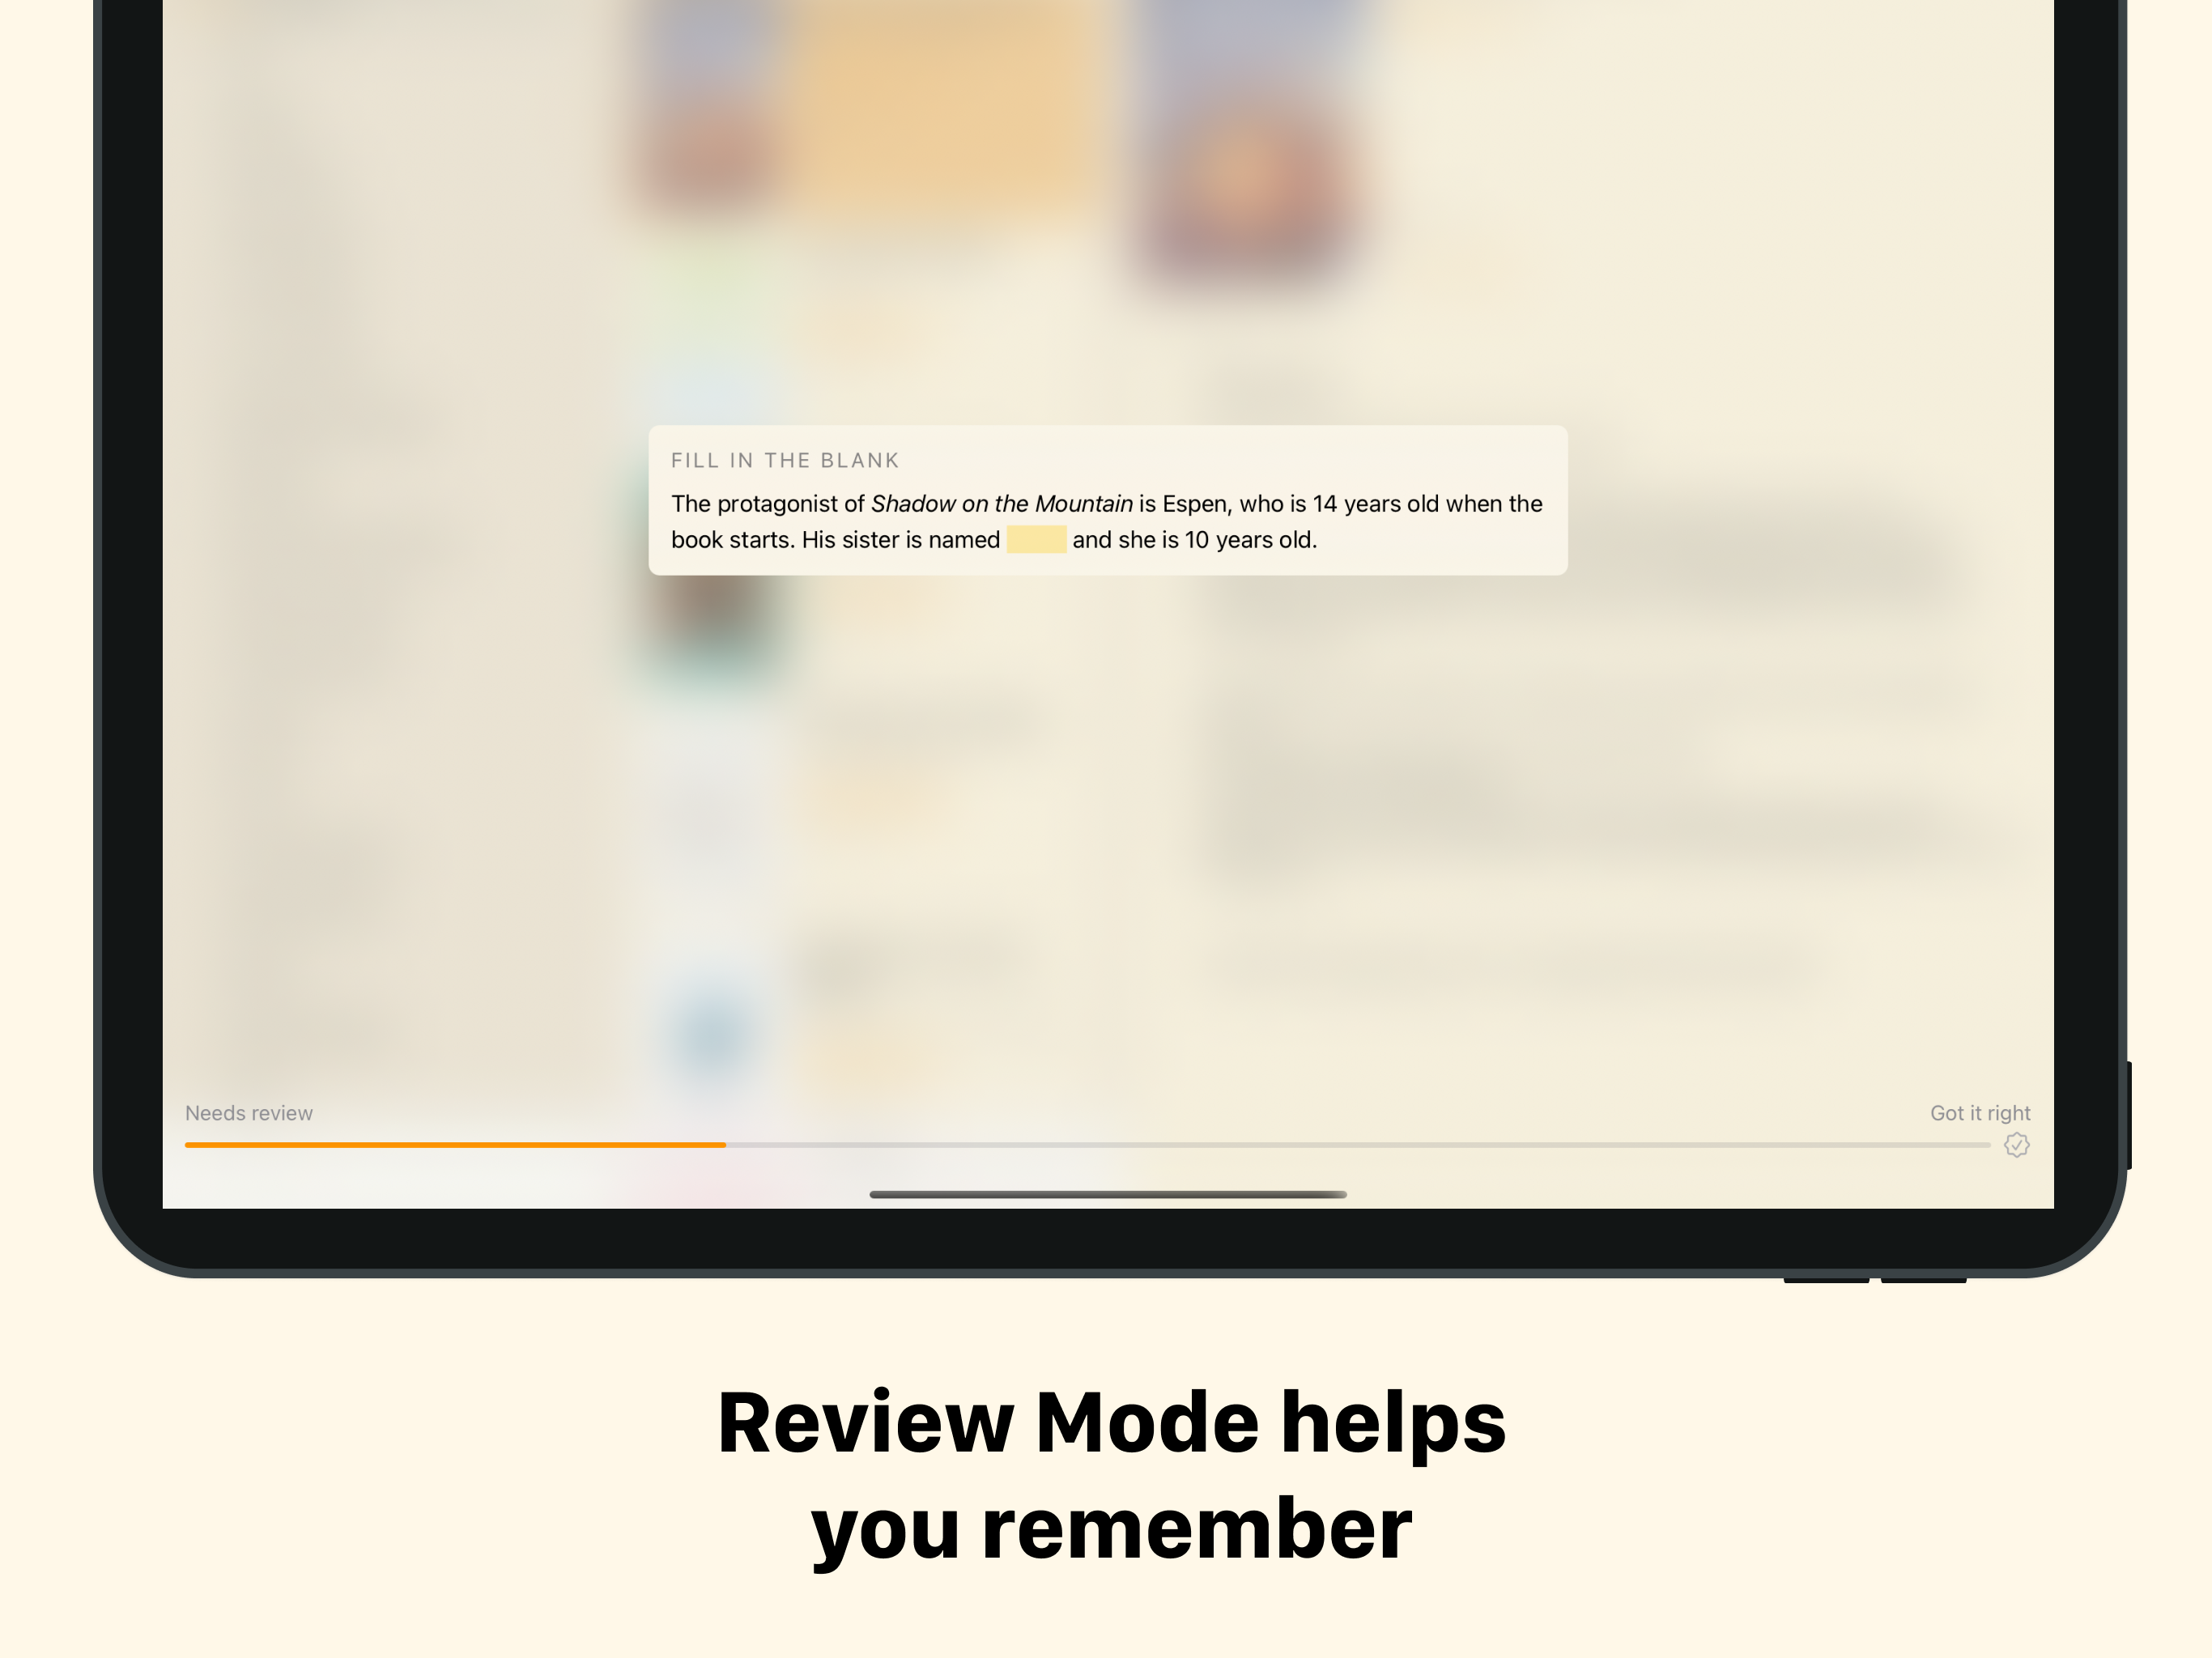 FILL IN THE BLANK
The protagonist of Shadow on the Mountain is Espen, who is 14 years old when the
book starts. His sister is named and she is 10 years old.
Needs review
Got it right
Review Mode helps
you remember